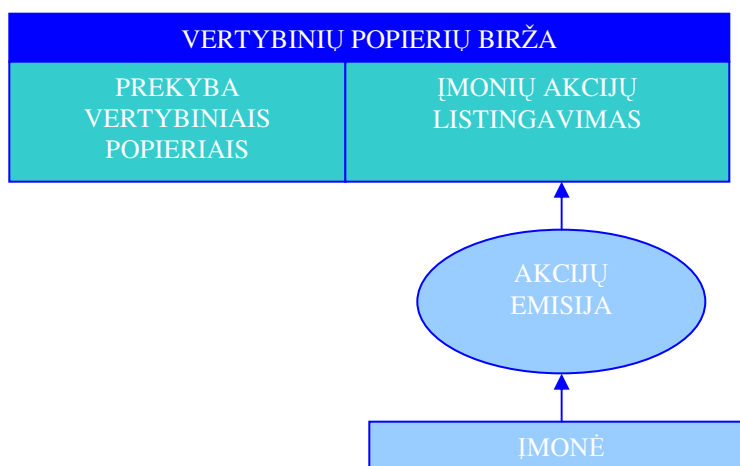 VERTYBINIŲ POPIERIŲ BIRŽA
PREKYBA
VERTYBINIAIS
POPIERIAIS
ĮMONIŲ AKCIJŲ
LISTINGAVIMAS
AKCIJŲ
EMISIJA
ĮMONĖ